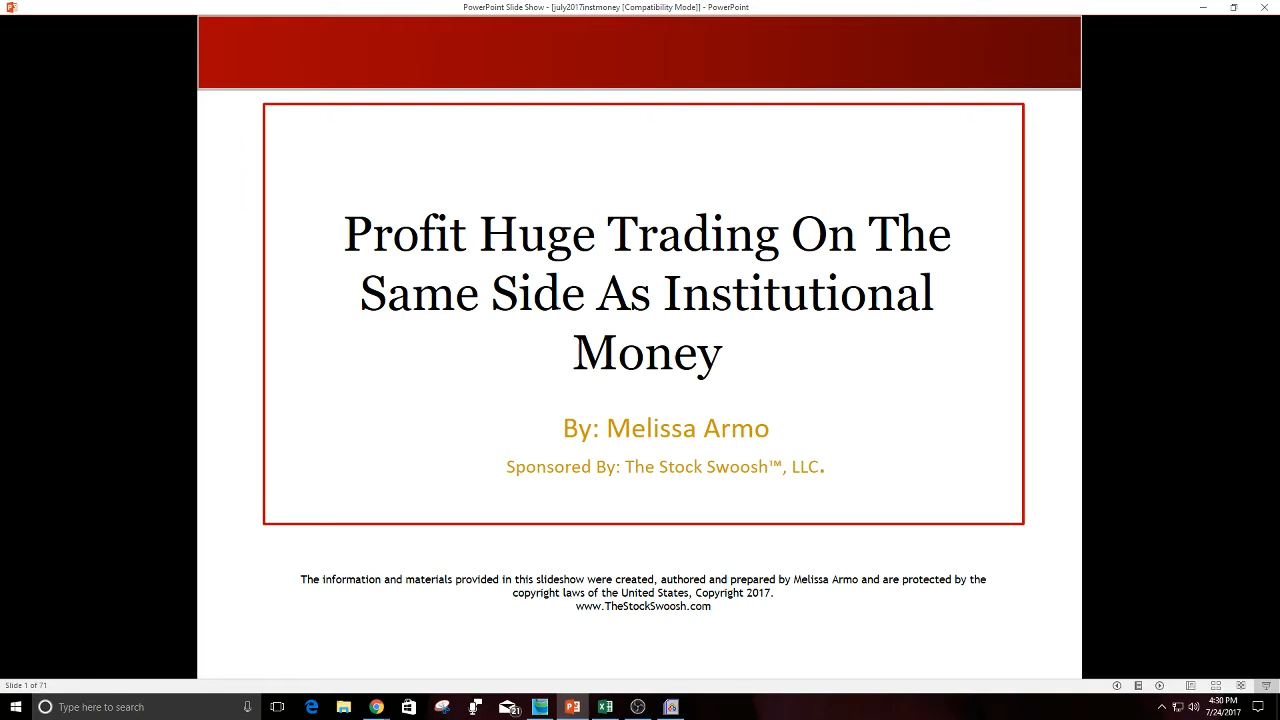 PowerPoint Slide Show - [july2017instmoney [Compatibility Mode]] - PowerPoint
Profit Huge Trading On The
Same Side As Institutional
Money
By: Melissa Armo
Sponsored By: The Stock Swoosh™, LLC.
The information and materials provided in this slideshow were created, authored and prepared by Melissa Armo and are protected by the
copyright laws of the United States, Copyright 2017.
www.TheStockSwoosh.com
Slide 1 of 71
Type here to search
4:30 PM
7/24/2017